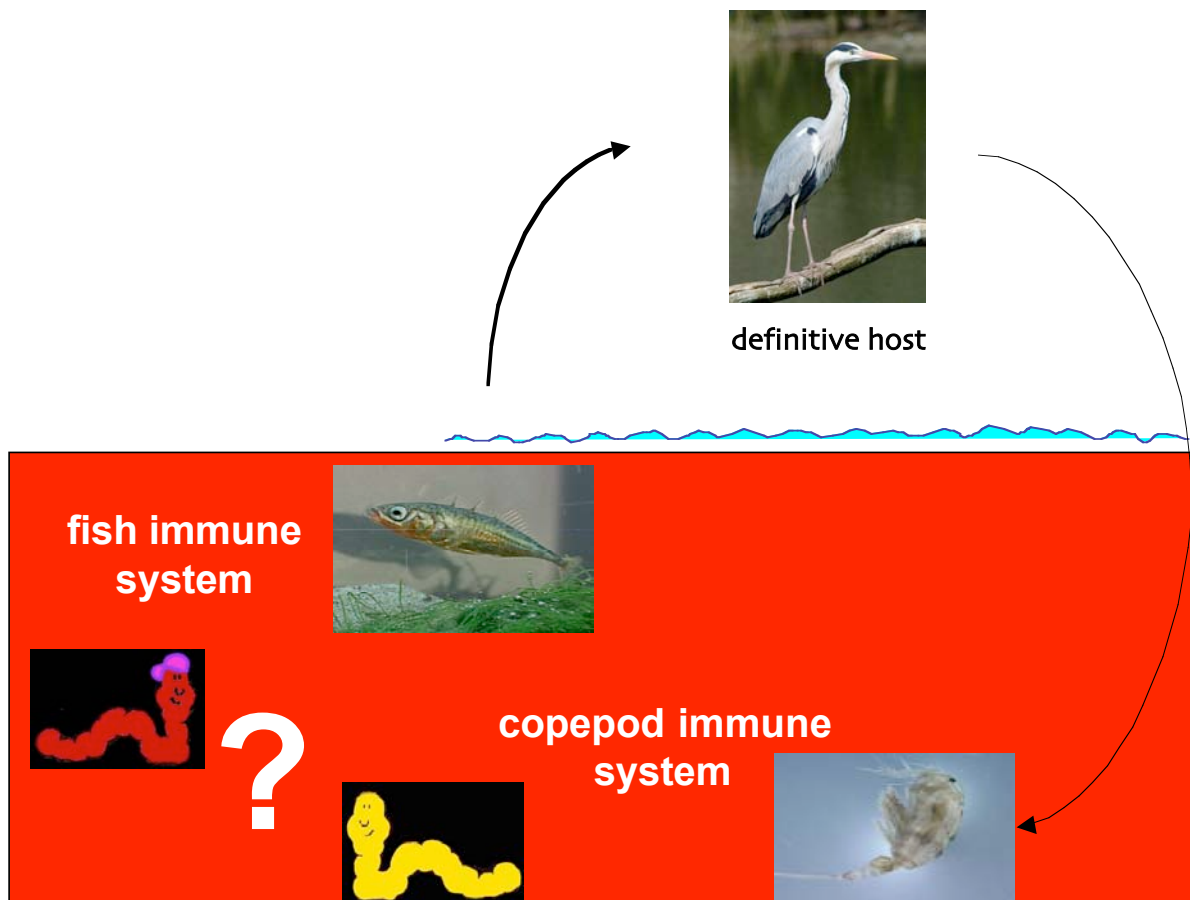 definitive host
fish immune
system
?
copepod immune
system